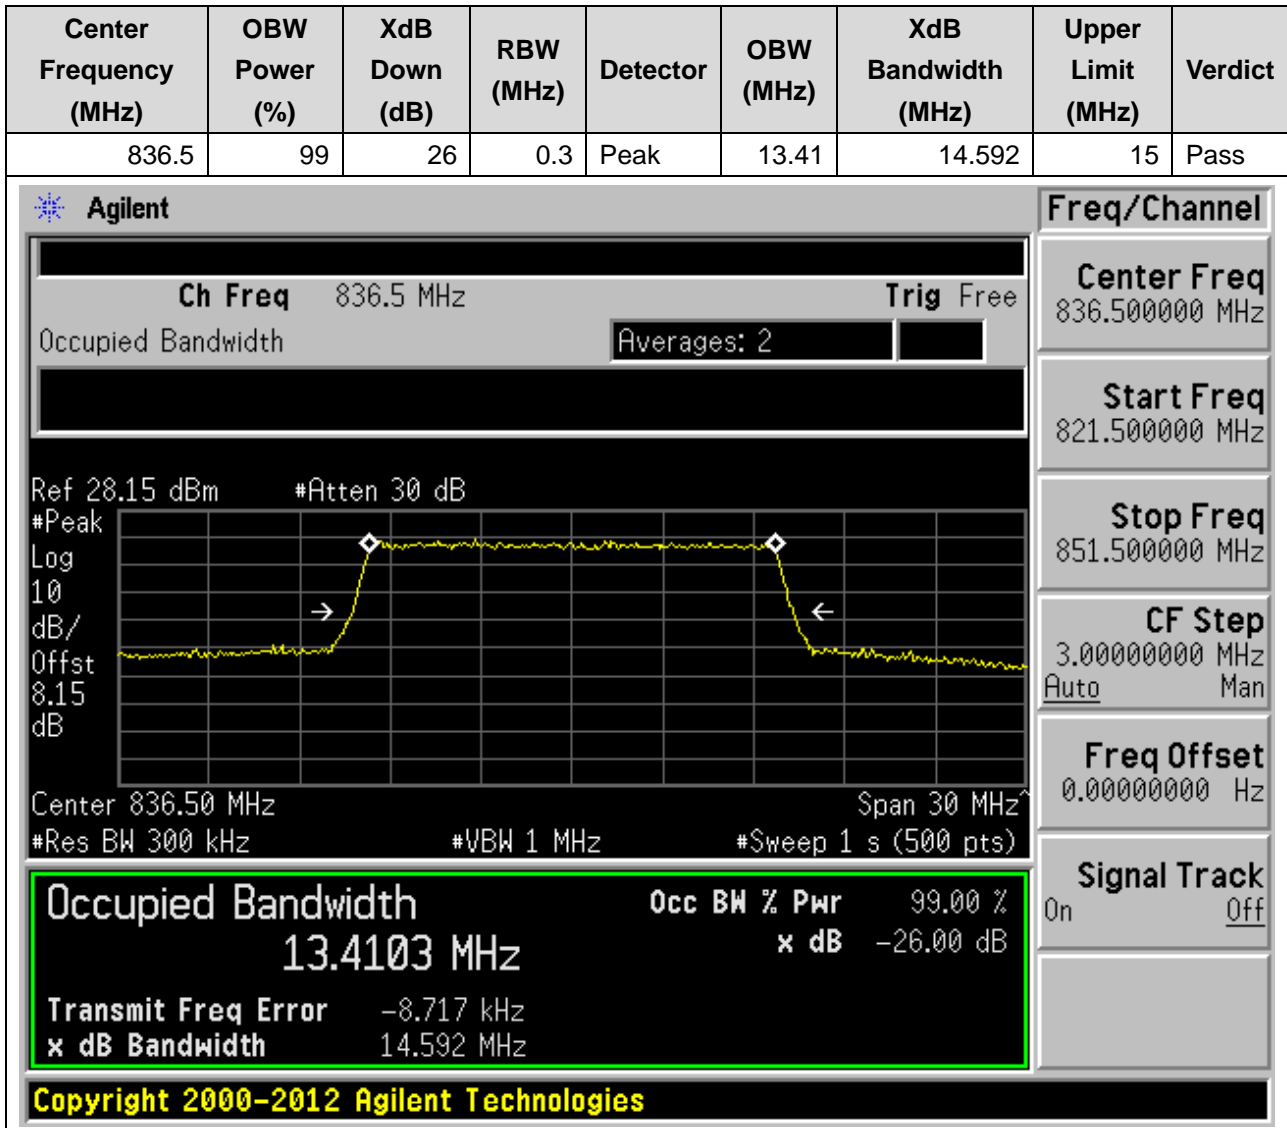 Center Frequency (MHz) OBW Power (%) XdB Down (dB) RBW (MHz) Detector OBW (MHz) XdB Bandwidth (MHz) Upper Limit (MHz) Verdict
836.5 99 26 0.3 Peak 13.41 14.592 15 Pass
Agilent Freq/Channel
Ch Freq 836.5 MHz Trig Free
Occupied Bandwidth Averages: 2
Center Freq
836.500000 MHz
Start Freq
821.500000 MHz
Stop Freq
851.500000 MHz
CF Step
3.00000000 MHz
Auto Man
Freq Offset
0.00000000 Hz
Signal Track
On Off
Ref 28.15 dBm #Atten 30 dB
#Peak
Log
10
dB/
Offst
8.15
dB
Center 836.50 MHz Span 30 MHz^
#Res BW 300 kHz #VBW 1 MHz #Sweep 1 s (500 pts)
Occupied Bandwidth Occ BW % Pwr 99.00 %
13.4103 MHz x dB -26.00 dB
Transmit Freq Error -8.717 kHz
x dB Bandwidth 14.592 MHz
Copyright 2000-2012 Agilent Technologies